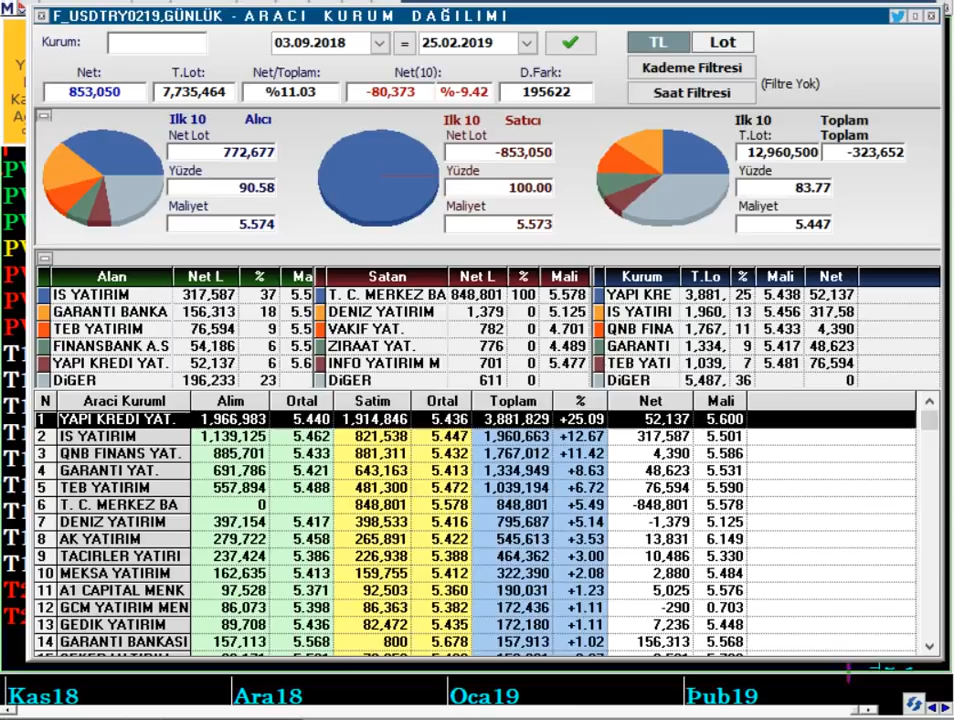 F_USDTRY0219,GÜNLÜK - ARACI KURUM DAĞILIMI
Kurum: 03.09.2018 = 25.02.2019 TL Lot
Kademe Filtresi
Saat Filtresi (Filtre Yok)
Net: T.Lot: Net/Toplam: Net(10): D.Fark:
853,050 7,735,464 %11.03 -80,373 %-9.42 195622
Ilk 10 Alıcı
Net Lot
772,677
Yüzde
90.58
Maliyet
5.574
Ilk 10 Satıcı
Net Lot
-853,050
Yüzde
100.00
Maliyet
5.573
Ilk 10 Toplam
T.Lot: Toplam
12,960,500 -323,652
Yüzde
83.77
Maliyet
5.447
Alan Net L % Ma
IS YATIRIM 317,587 37 5.5
GARANTI BANKA 156,313 18 5.5
TEB YATIRIM 76,594 9 5.5
FINANSBANK A.S 54,186 6 5.5
YAPI KREDI YAT. 52,137 6 5.6
DiGER 196,233 23
Satan Net L % Mali
T. C. MERKEZ BA 848,801 100 5.578
DENIZ YATIRIM 1,379 0 5.125
VAKIF YAT. 782 0 4.701
ZIRAAT YAT. 776 0 4.489
INFO YATIRIM M 701 0 5.477
DiGER 611 0
Kurum T.Lo % Mali Net
YAPI KRE 3,881, 25 5.438 52,137
IS YATIRI 1,960, 13 5.456 317,58
QNB FINA 1,767, 11 5.433 4,390
GARANTI 1,334, 9 5.417 48,623
TEB YATI 1,039, 7 5.481 76,594
DiGER 5,487, 36 0
N Araci Kuruml Alim Ortal Satim Ortal Toplam % Net Mali
1 YAPI KREDI YAT. 1,966,983 5.440 1,914,846 5.436 3,881,829 +25.09 52,137 5.600
2 IS YATIRIM 1,139,125 5.462 821,538 5.447 1,960,663 +12.67 317,587 5.501
3 QNB FINANS YAT. 885,701 5.433 881,311 5.432 1,767,012 +11.42 4,390 5.586
4 GARANTI YAT. 691,786 5.421 643,163 5.413 1,334,949 +8.63 48,623 5.531
5 TEB YATIRIM 557,894 5.488 481,300 5.472 1,039,194 +6.72 76,594 5.590
6 T. C. MERKEZ BA 0 848,801 5.578 848,801 +5.49 -848,801 5.578
7 DENIZ YATIRIM 397,154 5.417 398,533 5.416 795,687 +5.14 -1,379 5.125
8 AK YATIRIM 279,722 5.458 265,891 5.422 545,613 +3.53 13,831 6.149
9 TACIRLER YATIRI 237,424 5.386 226,938 5.388 464,362 +3.00 10,486 5.330
10 MEKSA YATIRIM 162,635 5.413 159,755 5.412 322,390 +2.08 2,880 5.484
11 A1 CAPITAL MENK 97,528 5.371 92,503 5.360 190,031 +1.23 5,025 5.576
12 GCM YATIRIM MEN 86,073 5.398 86,363 5.382 172,436 +1.11 -290 0.703
13 GEDIK YATIRIM 89,708 5.436 82,472 5.435 172,180 +1.11 7,236 5.448
14 GARANTI BANKASI 157,113 5.568 800 5.678 157,913 +1.02 156,313 5.568
Kas18 Ara18 Oca19 Þub19